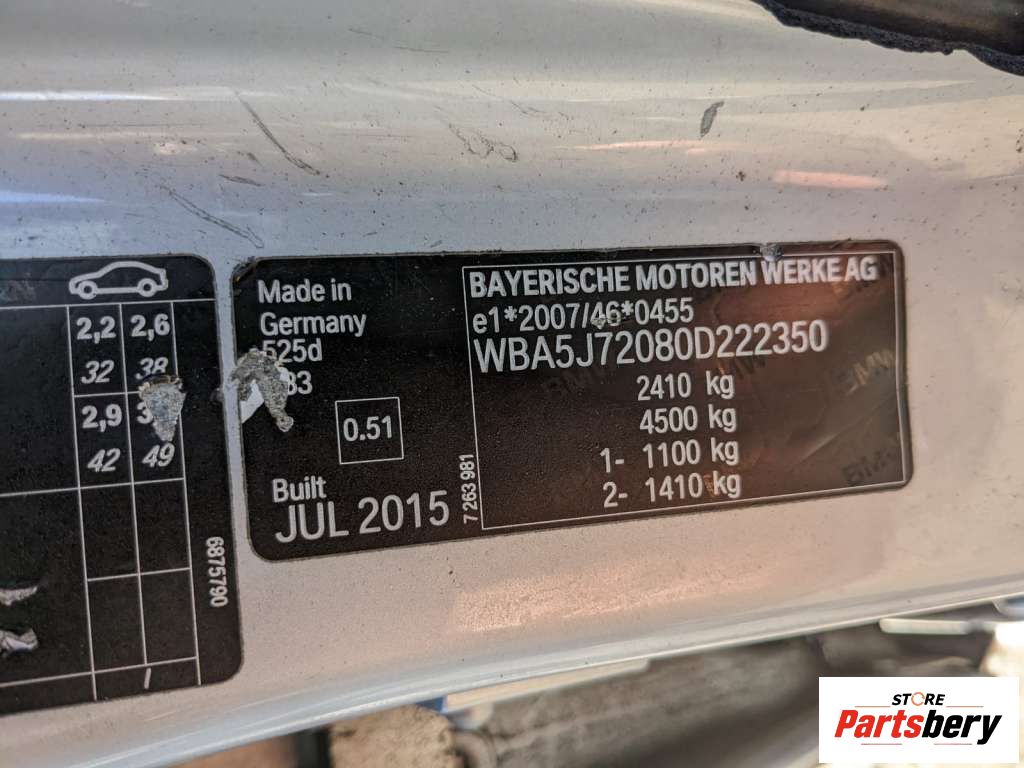 2,2 2,6
32 38
2,9
42 49
6875790
Made in
Germany
525d
0.51
Built
JUL 2015
7 263 981
BAYERISCHE MOTOREN WERKE AG
e1*2007/46*0455
WBA5J72080D222350
2410 kg
4500 kg
1- 1100 kg
2- 1410 kg
STORE
Partsbery